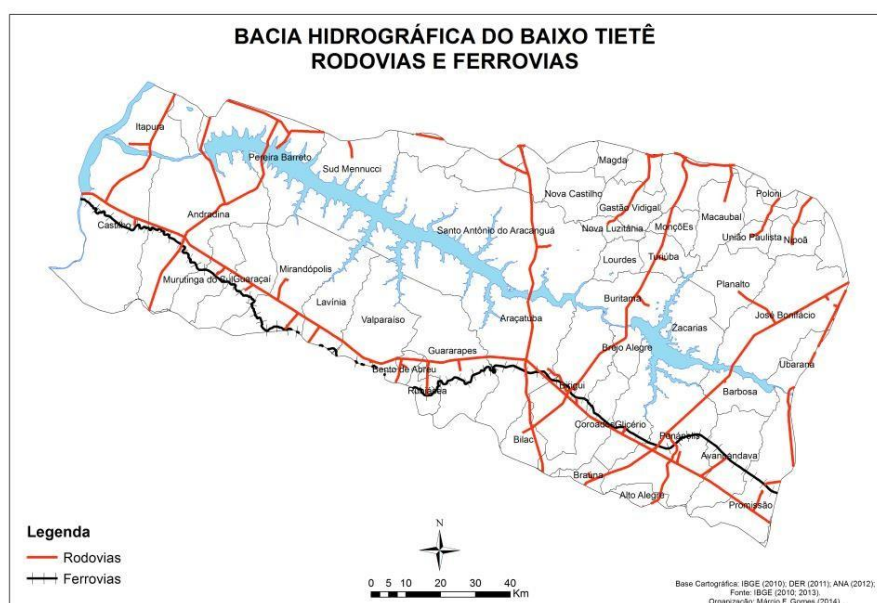 BACIA HIDROGRÁFICA DO BAIXO TIETÊ
RODOVIAS E FERROVIAS
Itapura
Pereira Barreto
Sud Mennucci
Magda
Nova Castilho
Gastão Vidigal
Poloni
Macaubal
Andradina
Castilho
Santo Antônio do Aracanguá
Nova Luzitânia
MonçõEs
União Paulista
Nipoã
Lourdes
Turiúba
Murutinga do Sul
Guaraçaí
Mirandópolis
Planalto
Lavínia
Buritama
José Bonifácio
Valparaíso
Araçatuba
Zacarias
Brejo Alegre
Guararapes
Ubarana
Bento de Abreu
Barbosa
Birigui
Coroados
Glicério
Bilac
Penápolis
Avanhandava
Braúna
Alto Alegre
Promissão
Legenda
Rodovias
Ferrovias
N
0 5 10 20 30 40
Km
Base Cartográfica: IBGE (2010); DER (2011); ANA (2012);
Fonte: IBGE (2010; 2013).
Organização: Márcio F. Gomes (2014)